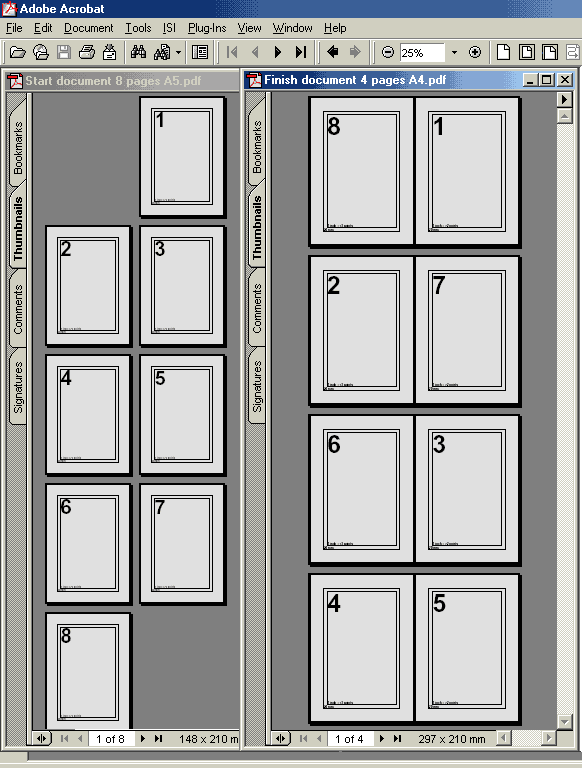 Adobe Acrobat
File Edit Document Tools ISI Plug-Ins View Window Help
25%
Start document 8 pages A5.pdf
Bookmarks
Thumbnails
Comments
Signatures
1
2 3
4 5
6 7
8
1 of 8 148 x 210 m
Finish document 4 pages A4.pdf
Bookmarks
Thumbnails
Comments
Signatures
8 1
2 7
6 3
4 5
1 of 4 297 x 210 mm